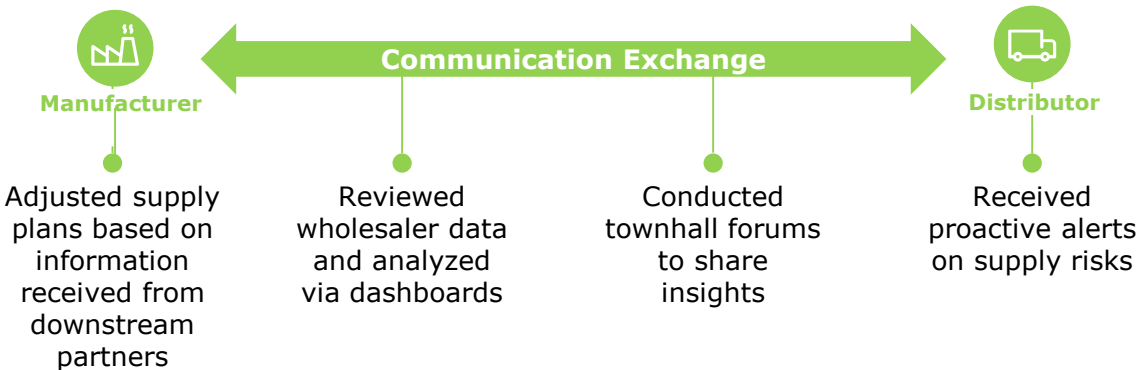 Communication Exchange
Manufacturer
Distributor
Adjusted supply
plans based on
information
received from
downstream
partners
Reviewed
wholesaler data
and analyzed
via dashboards
Conducted
townhall forums
to share
insights
Received
proactive alerts
on supply risks